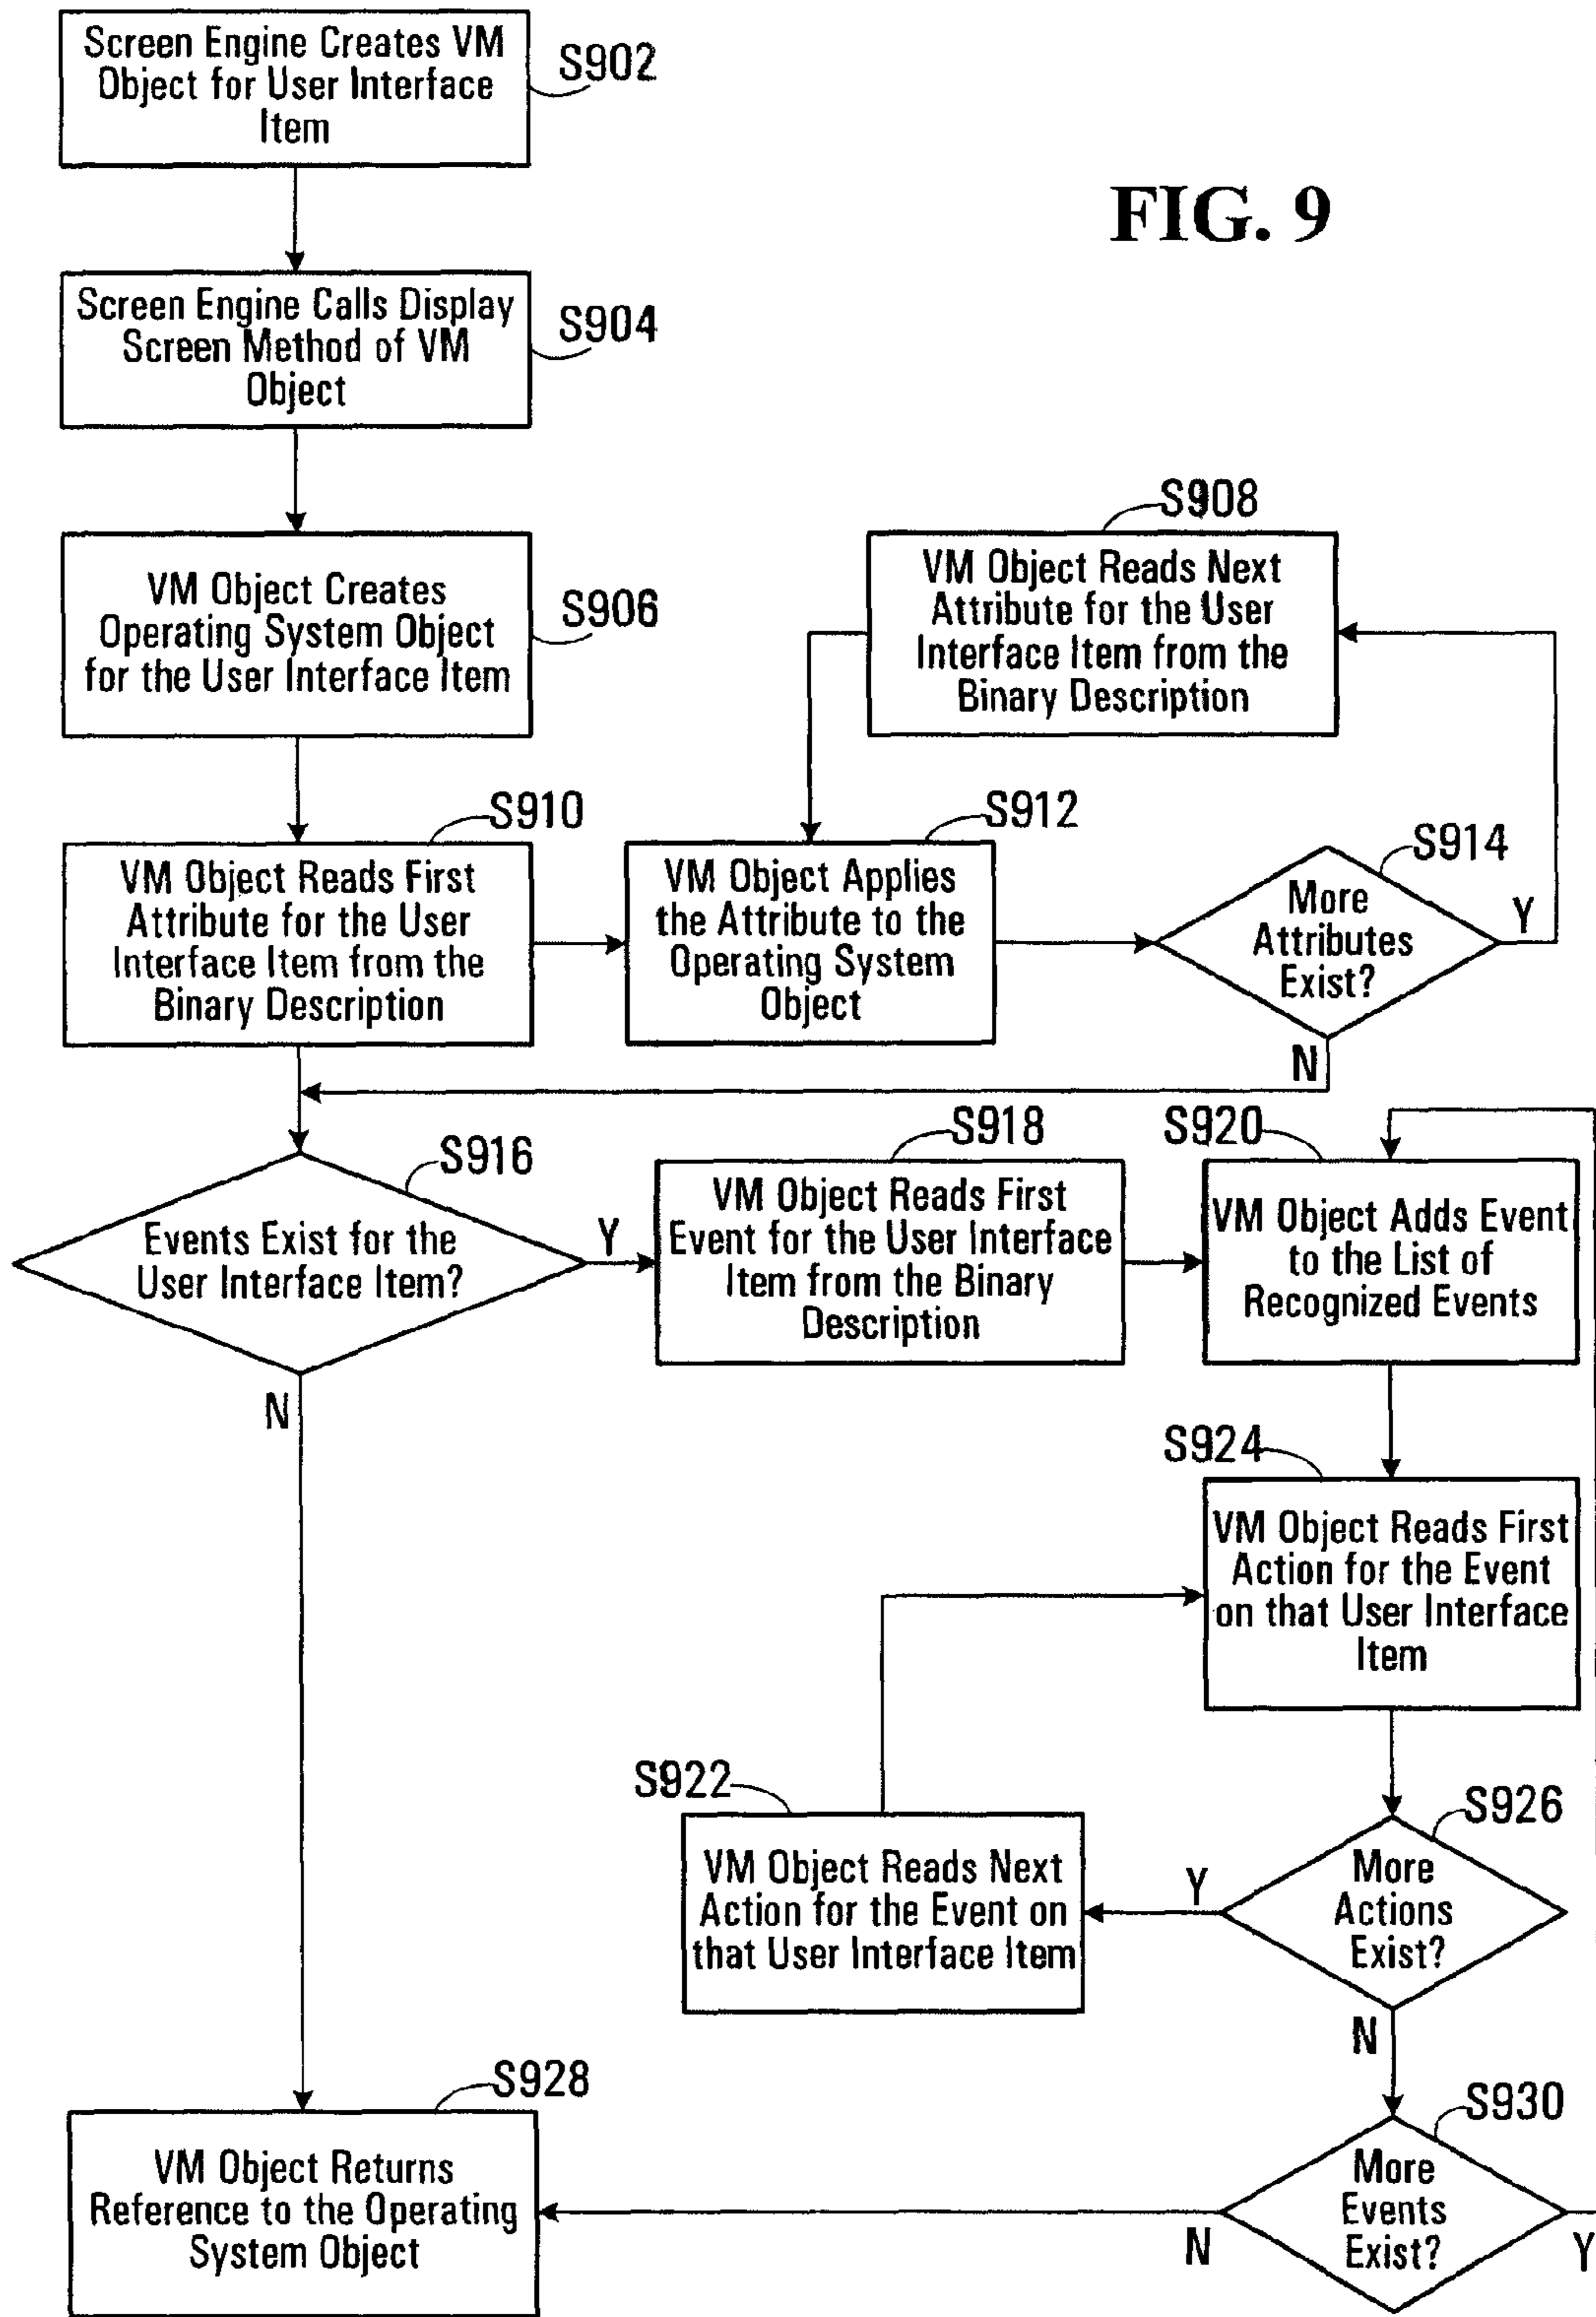 Screen Engine Creates VM
Object for User Interface
Item
S902
FIG. 9
Screen Engine Calls Display
Screen Method of VM
Object
S904
VM Object Creates
Operating System Object
for the User Interface Item
S906
S908
VM Object Reads Next
Attribute for the User
Interface Item from the
Binary Description
S910
VM Object Reads First
Attribute for the User
Interface Item from the
Binary Description
S912
VM Object Applies
the Attribute to the
Operating System
Object
S914
More
Attributes
Exist?
Y
N
S916
Events Exist for the
User Interface Item?
Y
N
S918
VM Object Reads First
Event for the User Interface
Item from the Binary
Description
S920
VM Object Adds Event
to the List of
Recognized Events
S924
VM Object Reads First
Action for the Event
on that User Interface
Item
S922
VM Object Reads Next
Action for the Event on
that User Interface Item
S926
More
Actions
Exist?
Y
N
S928
VM Object Returns
Reference to the Operating
System Object
S930
More
Events
Exist?
N
Y